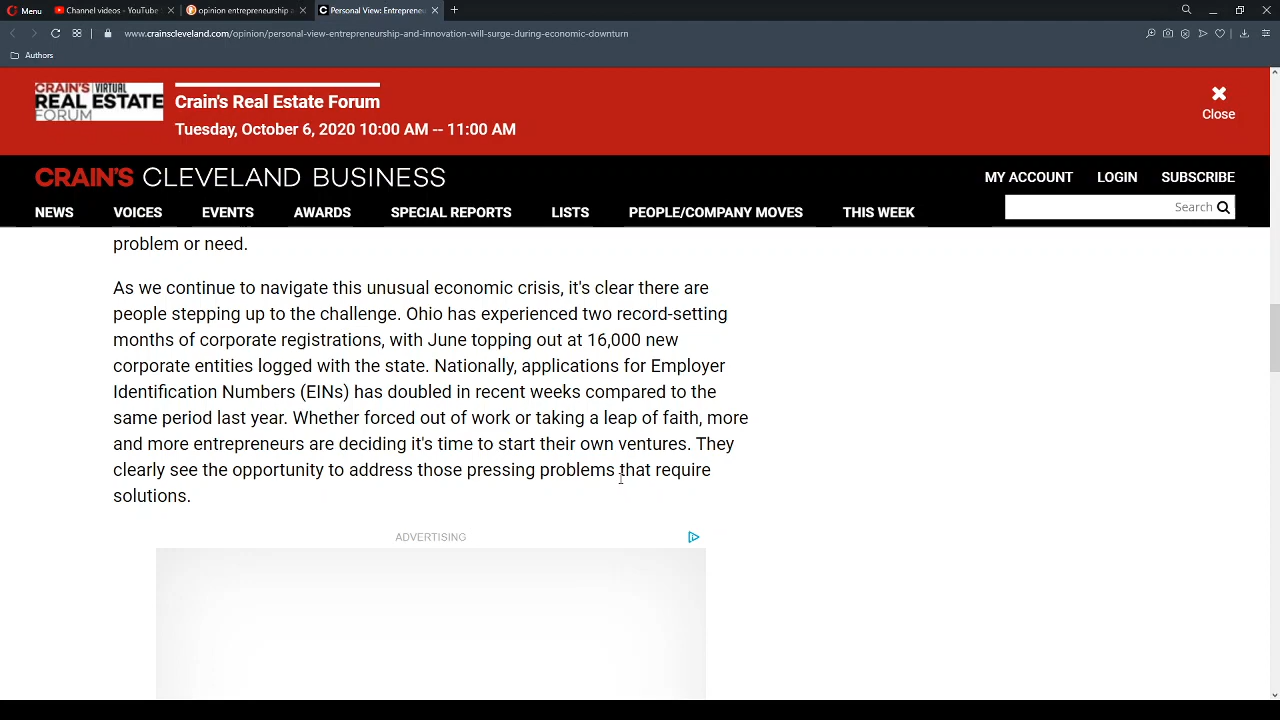 Menu
Channel videos - YouTube
opinion entrepreneurship a
Personal View: Entrepreneu
www.crainscleveland.com/opinion/personal-view-entrepreneurship-and-innovation-will-surge-during-economic-downturn
Authors
CRAIN'S VIRTUAL
REAL ESTATE
FORUM
Crain's Real Estate Forum
Tuesday, October 6, 2020 10:00 AM -- 11:00 AM
Close
CRAIN'S CLEVELAND BUSINESS
MY ACCOUNT LOGIN SUBSCRIBE
NEWS VOICES EVENTS AWARDS SPECIAL REPORTS LISTS PEOPLE/COMPANY MOVES THIS WEEK
Search
problem or need.
As we continue to navigate this unusual economic crisis, it's clear there are
people stepping up to the challenge. Ohio has experienced two record-setting
months of corporate registrations, with June topping out at 16,000 new
corporate entities logged with the state. Nationally, applications for Employer
Identification Numbers (EINs) has doubled in recent weeks compared to the
same period last year. Whether forced out of work or taking a leap of faith, more
and more entrepreneurs are deciding it's time to start their own ventures. They
clearly see the opportunity to address those pressing problems that require
solutions.
ADVERTISING